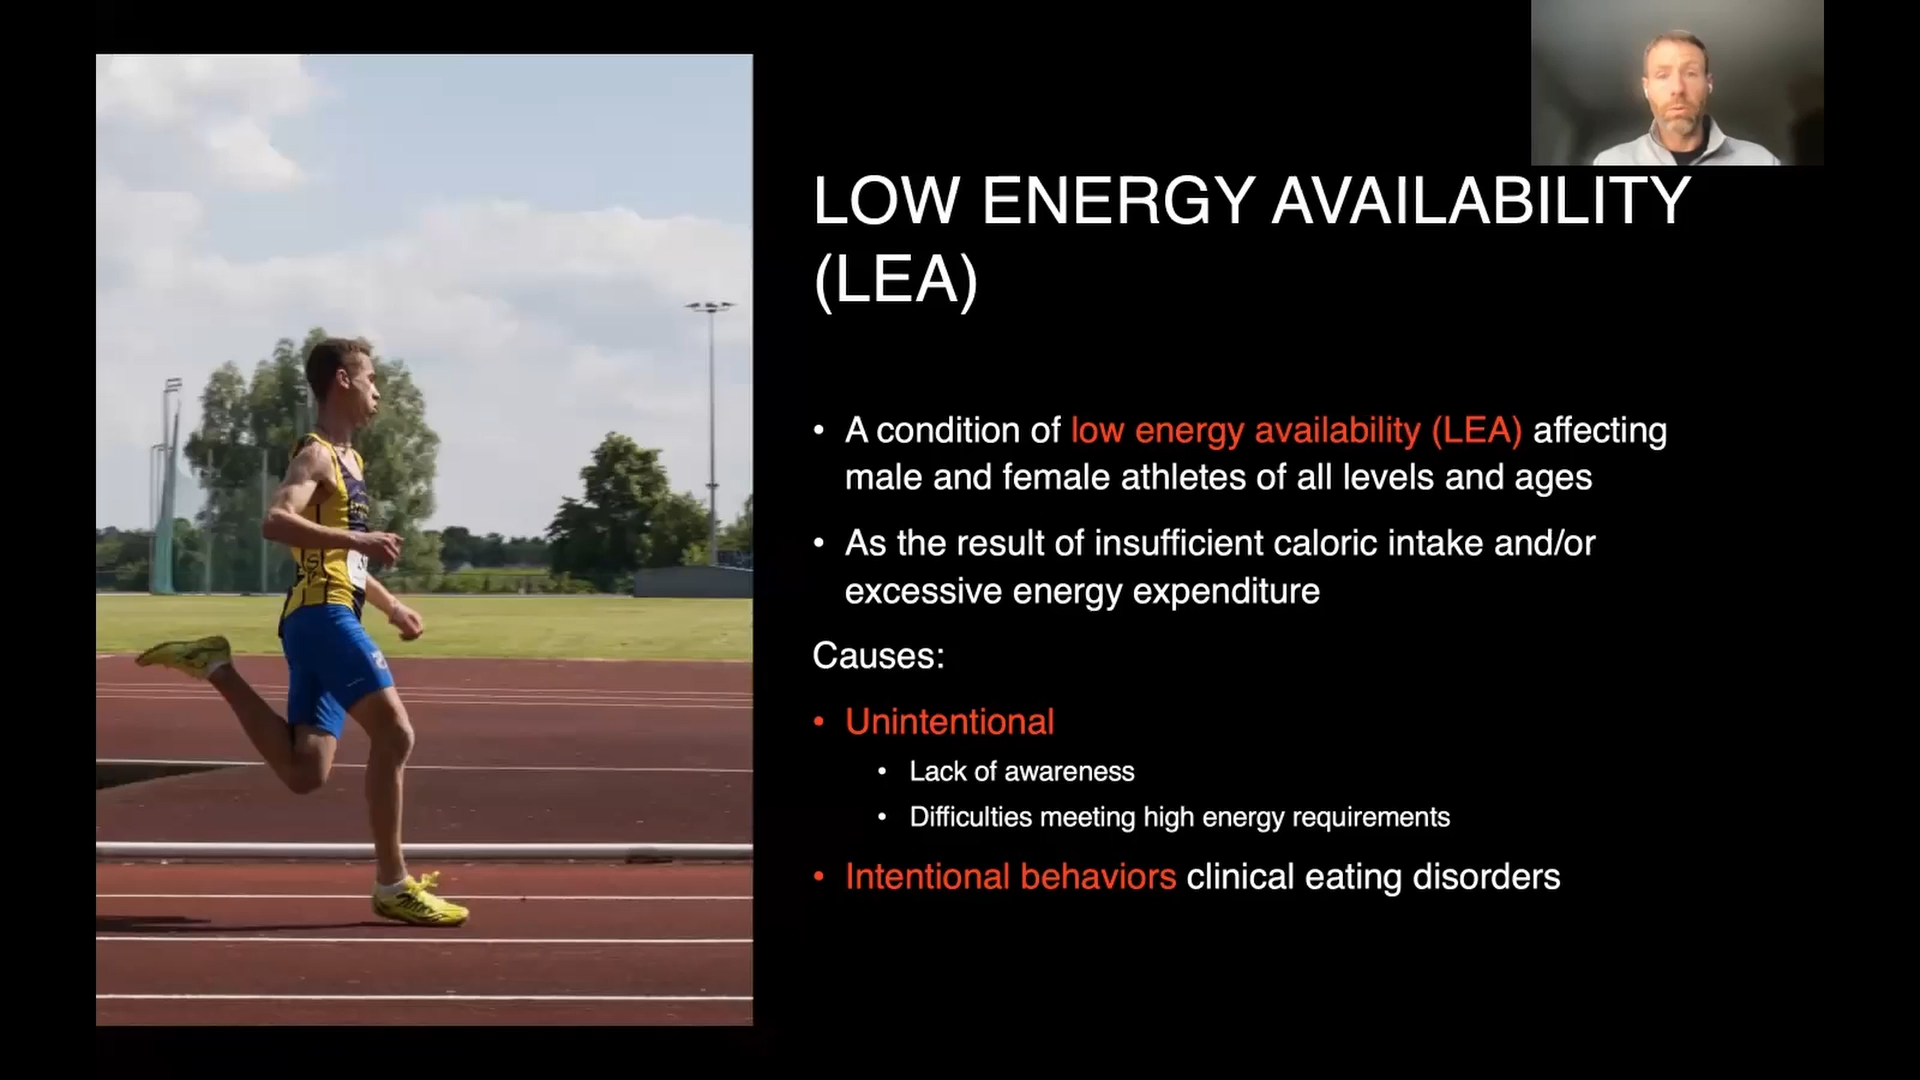 LOW ENERGY AVAILABILITY
(LEA)
• A condition of low energy availability (LEA) affecting
male and female athletes of all levels and ages
• As the result of insufficient caloric intake and/or
excessive energy expenditure
Causes:
• Unintentional
• Lack of awareness
• Difficulties meeting high energy requirements
• Intentional behaviors clinical eating disorders